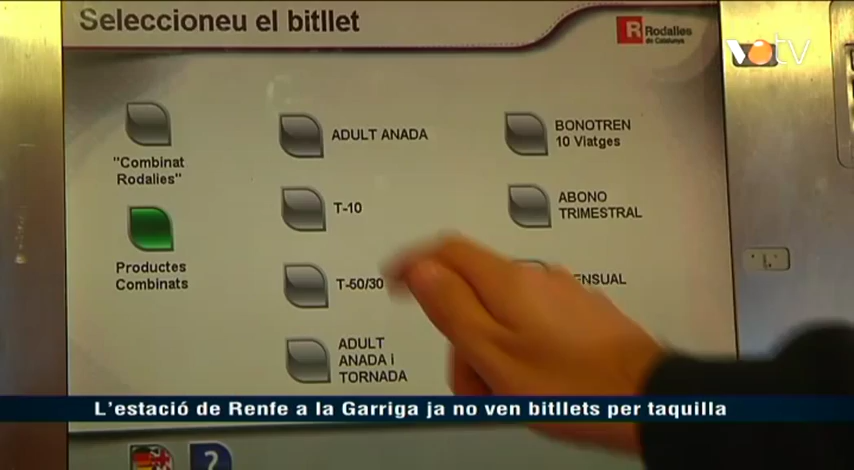 Seleccioneu el bitllet
R Rodalies
de Catalunya
VOTV
"Combinat
Rodalies"
ADULT ANADA
BONOTREN
10 Viatges
T-10
ABONO
TRIMESTRAL
Productes
Combinats
T-50/30
ENSUAL
ADULT
ANADA i
TORNADA
L'estació de Renfe a la Garriga ja no ven bitllets per taquilla
?